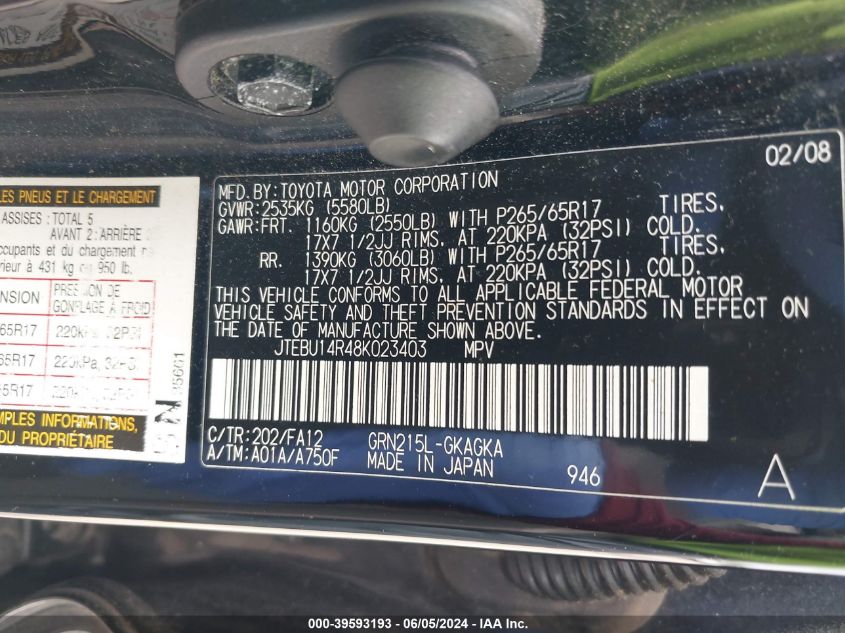 LES PNEUS ET LE CHARGEMENT
ASSISES: TOTAL 5
AVANT 2: ARRIÈRE
occupants et du chargement
431 kg 950 lb.
PRESSION DE
GONFLAGE À FROID
65R17 220kPa, 32PSI
65R17 220kPa, 32PSI
5R17
INFORMATIONS,
DU PROPRIÉTAIRE.
02/08
MFD. BY: TOYOTA MOTOR CORPORATION
GVWR: 2535KG (5580LB)
GAWR: FRT. 1160KG (2550LB) WITH P265/65R17 TIRES.
17X7 1/2JJ RIMS, AT 220KPA (32PSI) COLD.
RR. 1390KG (3060LB) WITH P265/65R17 TIRES.
17X7 1/2JJ RIMS, AT 220KPA (32PSI) COLD.
THIS VEHICLE CONFORMS TO ALL APPLICABLE FEDERAL MOTOR
VEHICLE SAFETY AND THEFT PREVENTION STANDARDS IN EFFECT ON
THE DATE OF MANUFACTURE SHOWN ABOVE.
JTEBU14R48K023403 MPV
C/TR: 202/FA12 GRN215L-GKAGKA
A/TM: A01A/A750F MADE IN JAPAN 946 A
000-39593193 - 06/05/2024 - IAA Inc.